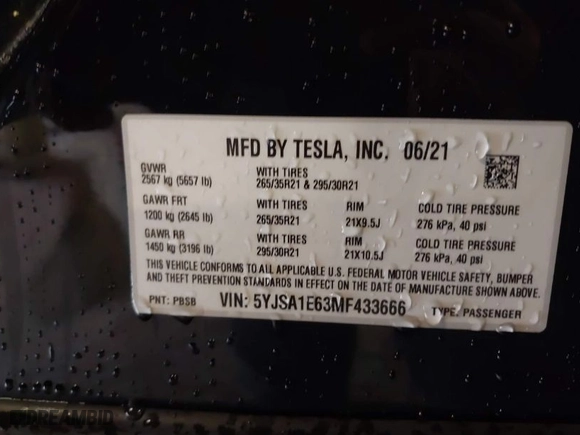 MFD BY TESLA, INC. 06/21
GVWR
2567 kg (5657 lb)
WITH TIRES
265/35R21 & 295/30R21
GAWR FRT
1200 kg (2645 lb)
WITH TIRES
265/35R21
RIM
21X9.5J
COLD TIRE PRESSURE
276 kPa, 40 psi
GAWR RR
1450 kg (3196 lb)
WITH TIRES
295/30R21
RIM
21X10.5J
COLD TIRE PRESSURE
276 kPa, 40 psi
THIS VEHICLE CONFORMS TO ALL APPLICABLE U.S. FEDERAL MOTOR VEHICLE SAFETY, BUMPER
AND THEFT PREVENTION STANDARDS IN EFFECT ON THE DATE OF MANUFACTURE SHOWN ABOVE.
PNT: PBSB VIN: 5YJSA1E63MF433666 TYPE: PASSENGER
DREAMBID